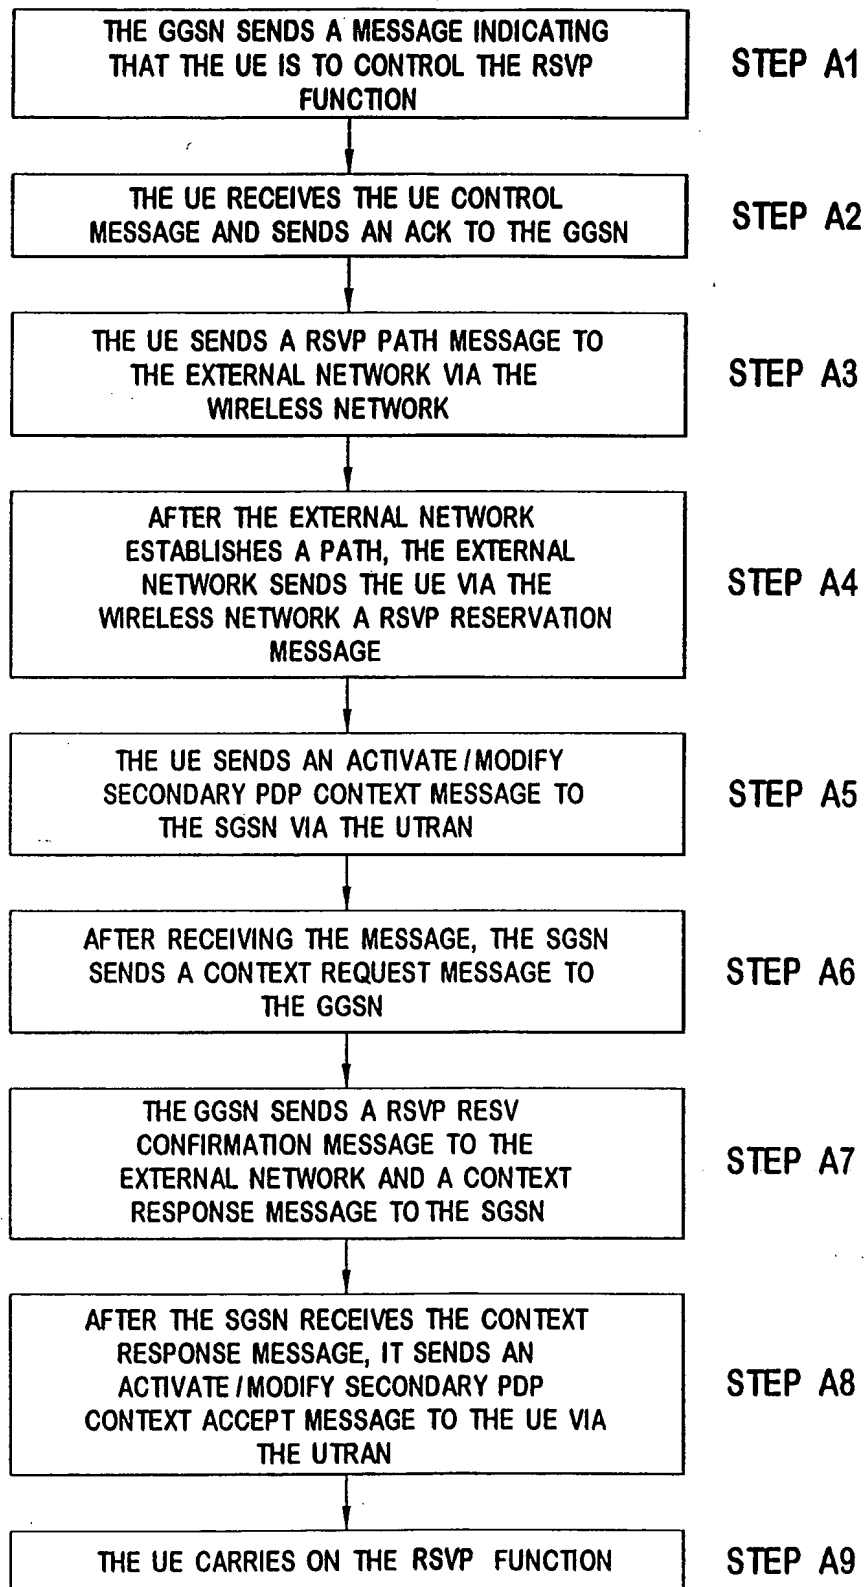 THE GGSN SENDS A MESSAGE INDICATING
THAT THE UE IS TO CONTROL THE RSVP
FUNCTION
STEP A1
THE UE RECEIVES THE UE CONTROL
MESSAGE AND SENDS AN ACK TO THE GGSN
STEP A2
THE UE SENDS A RSVP PATH MESSAGE TO
THE EXTERNAL NETWORK VIA THE
WIRELESS NETWORK
STEP A3
AFTER THE EXTERNAL NETWORK
ESTABLISHES A PATH, THE EXTERNAL
NETWORK SENDS THE UE VIA THE
WIRELESS NETWORK A RSVP RESERVATION
MESSAGE
STEP A4
THE UE SENDS AN ACTIVATE/MODIFY
SECONDARY PDP CONTEXT MESSAGE TO
THE SGSN VIA THE UTRAN
STEP A5
AFTER RECEIVING THE MESSAGE, THE SGSN
SENDS A CONTEXT REQUEST MESSAGE TO
THE GGSN
STEP A6
THE GGSN SENDS A RSVP RESV
CONFIRMATION MESSAGE TO THE
EXTERNAL NETWORK AND A CONTEXT
RESPONSE MESSAGE TO THE SGSN
STEP A7
AFTER THE SGSN RECEIVES THE CONTEXT
RESPONSE MESSAGE, IT SENDS AN
ACTIVATE/MODIFY SECONDARY PDP
CONTEXT ACCEPT MESSAGE TO THE UE VIA
THE UTRAN
STEP A8
THE UE CARRIES ON THE RSVP FUNCTION
STEP A9